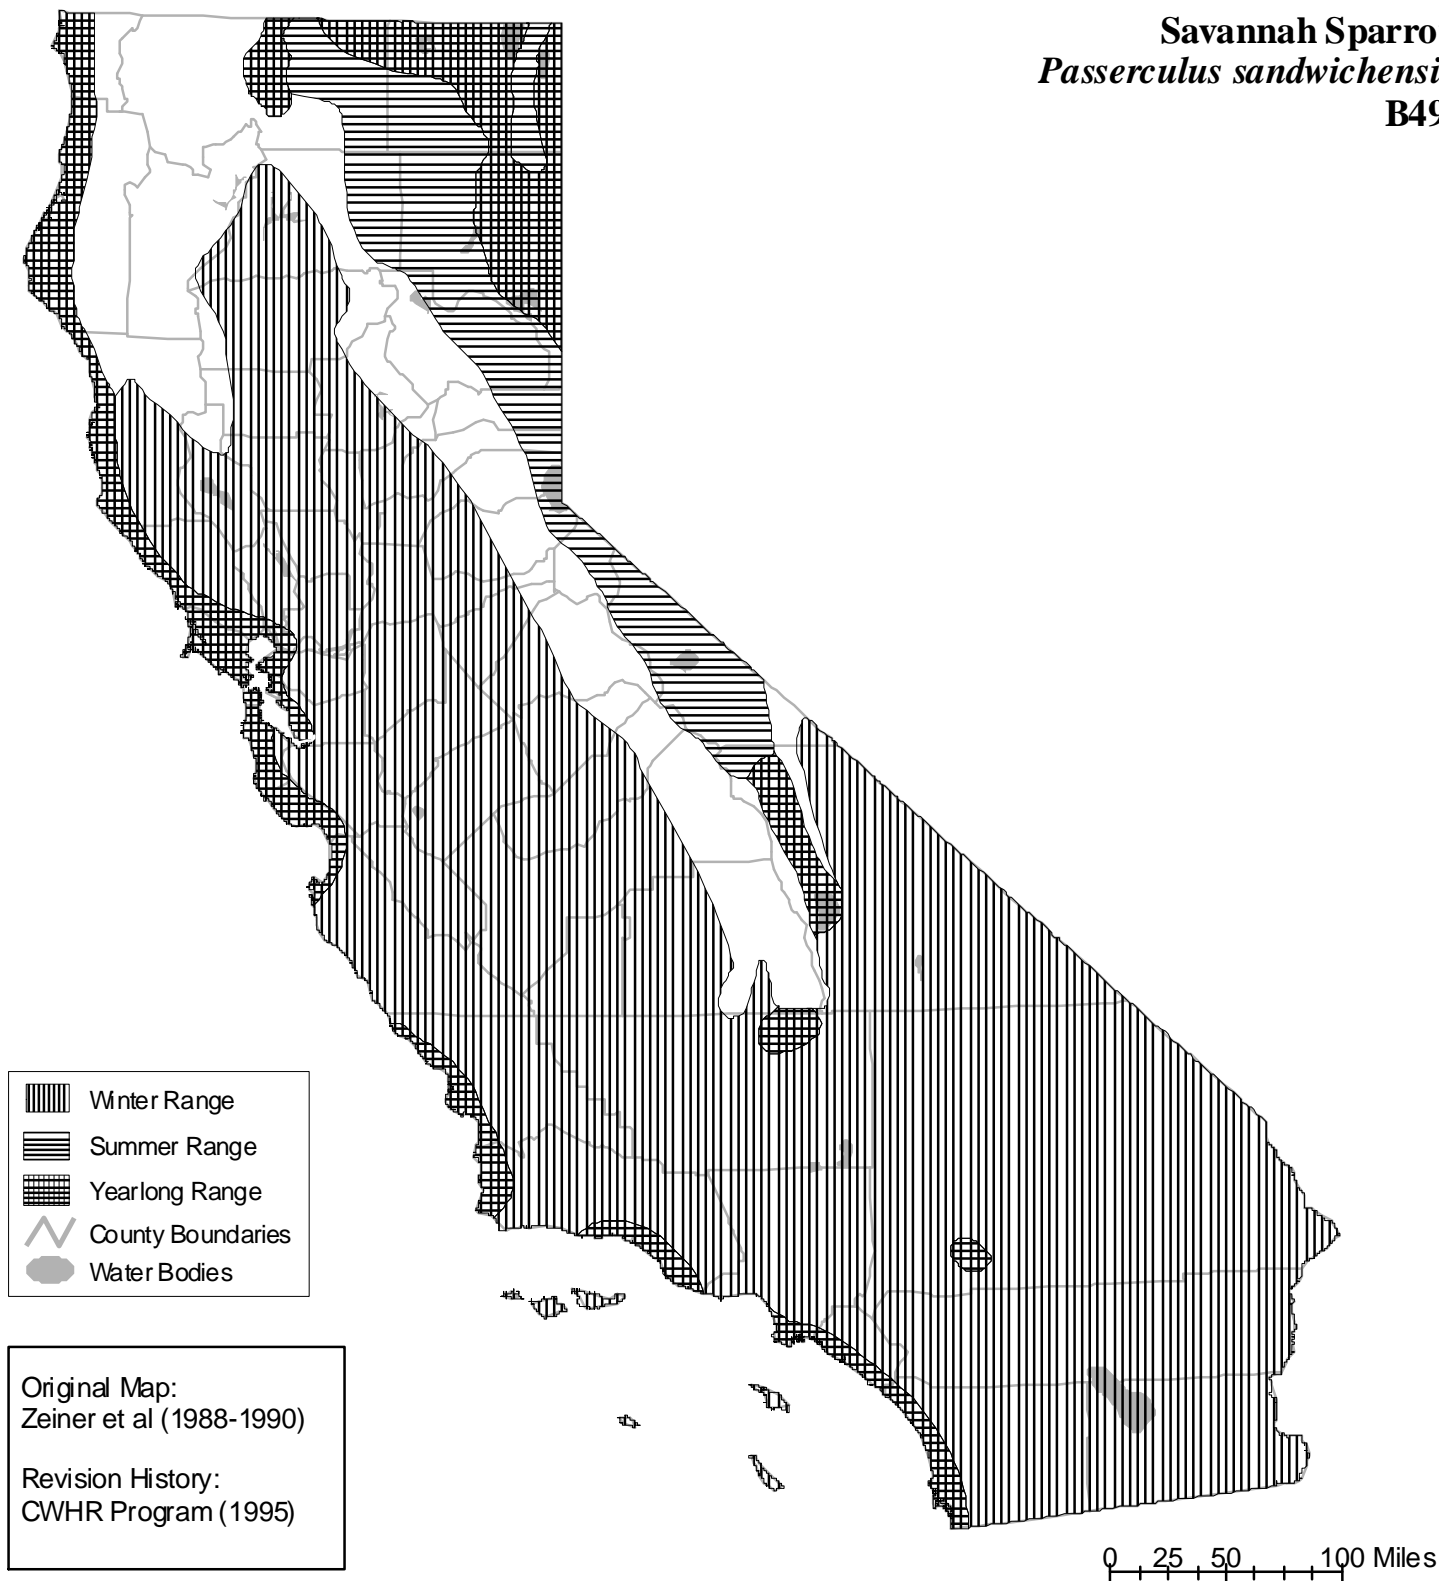 Savannah Sparro
Passerculus sandwichensi
B49
Winter Range
Summer Range
Yearlong Range
County Boundaries
Water Bodies
Original Map:
Zeiner et al (1988-1990)
Revision History:
CWHR Program (1995)
0 25 50 100 Miles